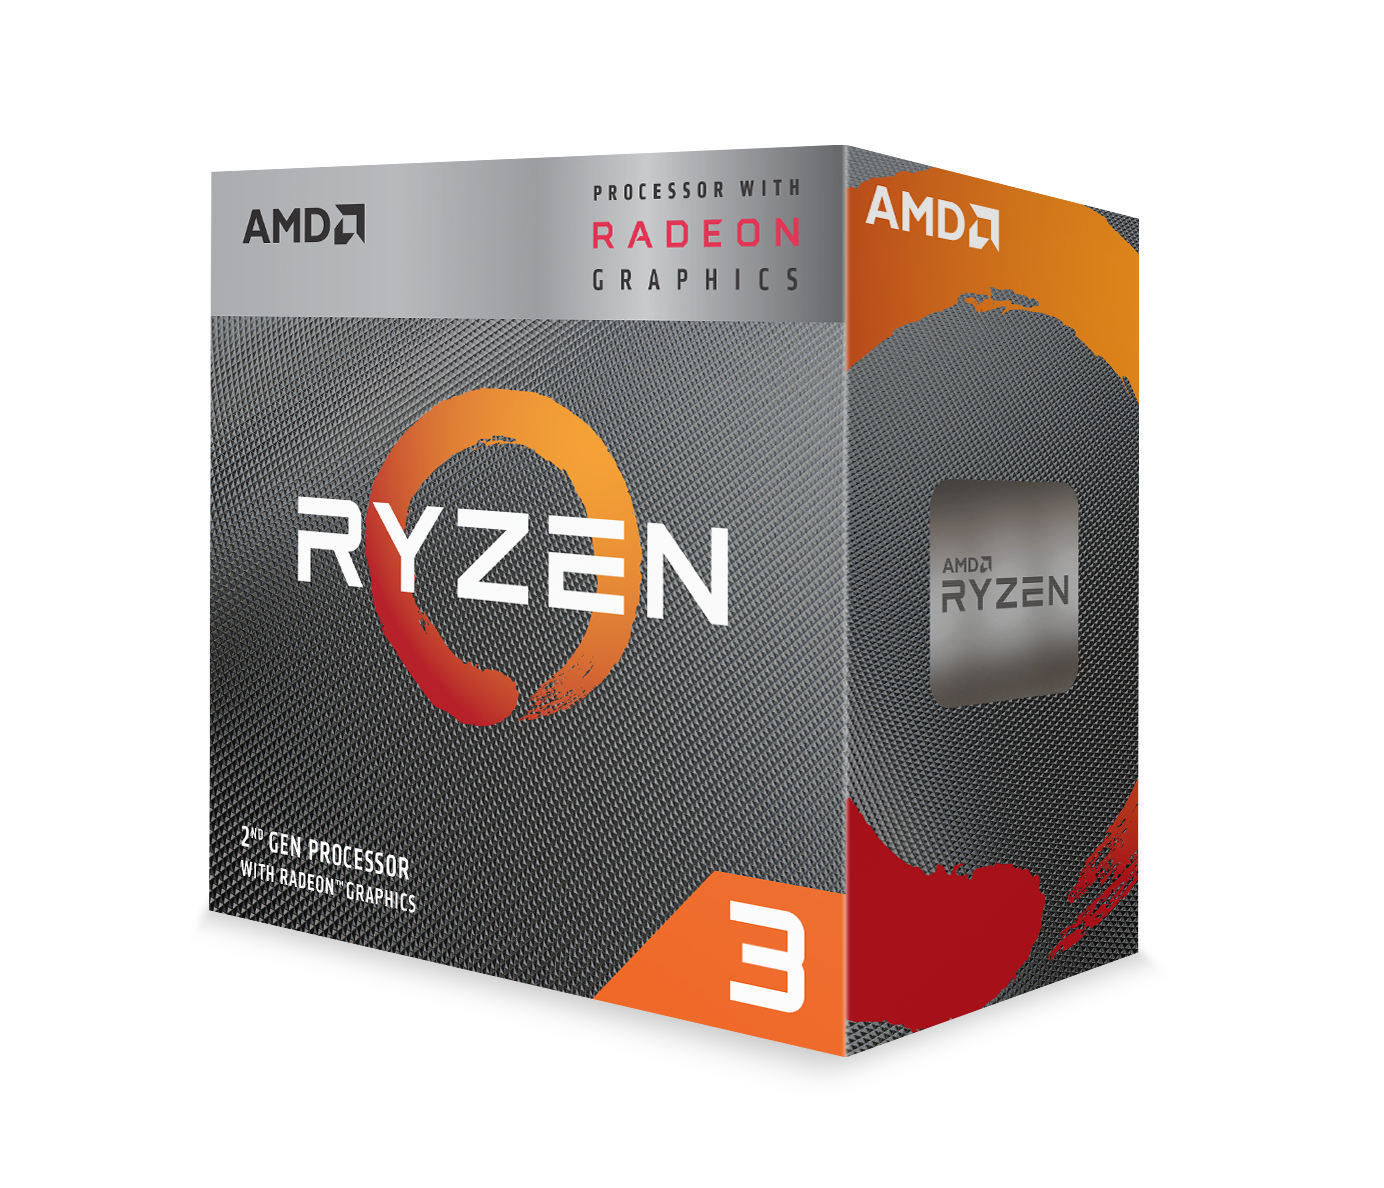 AMD
PROCESSOR WITH
RADEON
GRAPHICS
RYZEN
2ND GEN PROCESSOR
WITH RADEON™ GRAPHICS
3
AMD
AMD
RYZEN